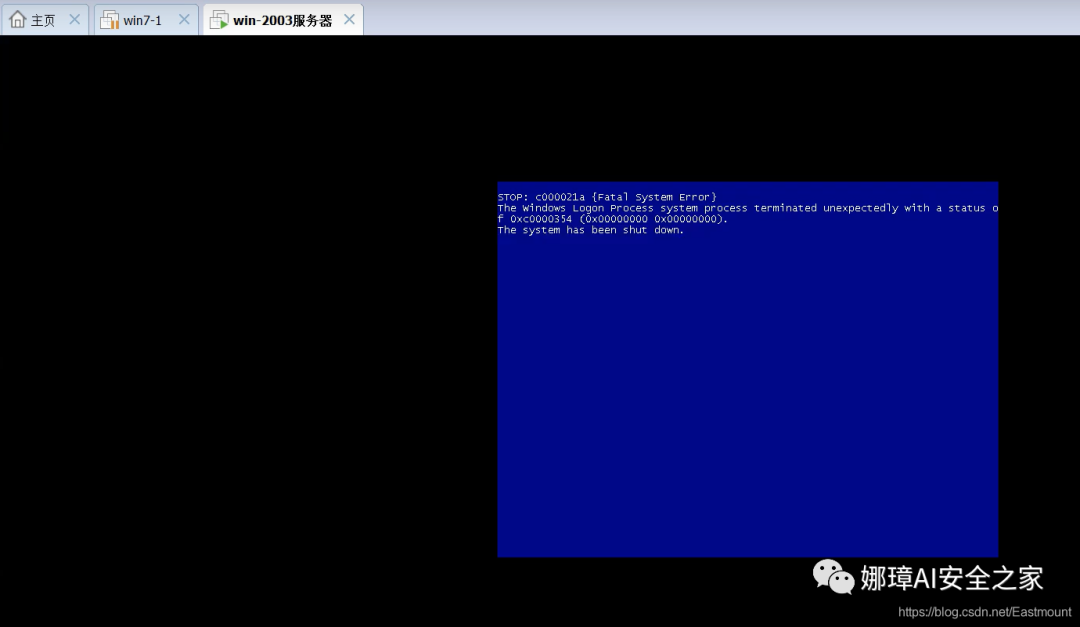 主页
win7-1
win-2003服务器
STOP: c000021a {Fatal System Error}
The Windows Logon Process system process terminated unexpectedly with a status o
f 0xc0000354 (0x00000000 0x00000000).
The system has been shut down.
娜璋AI安全之家
https://blog.csdn.net/Eastmount